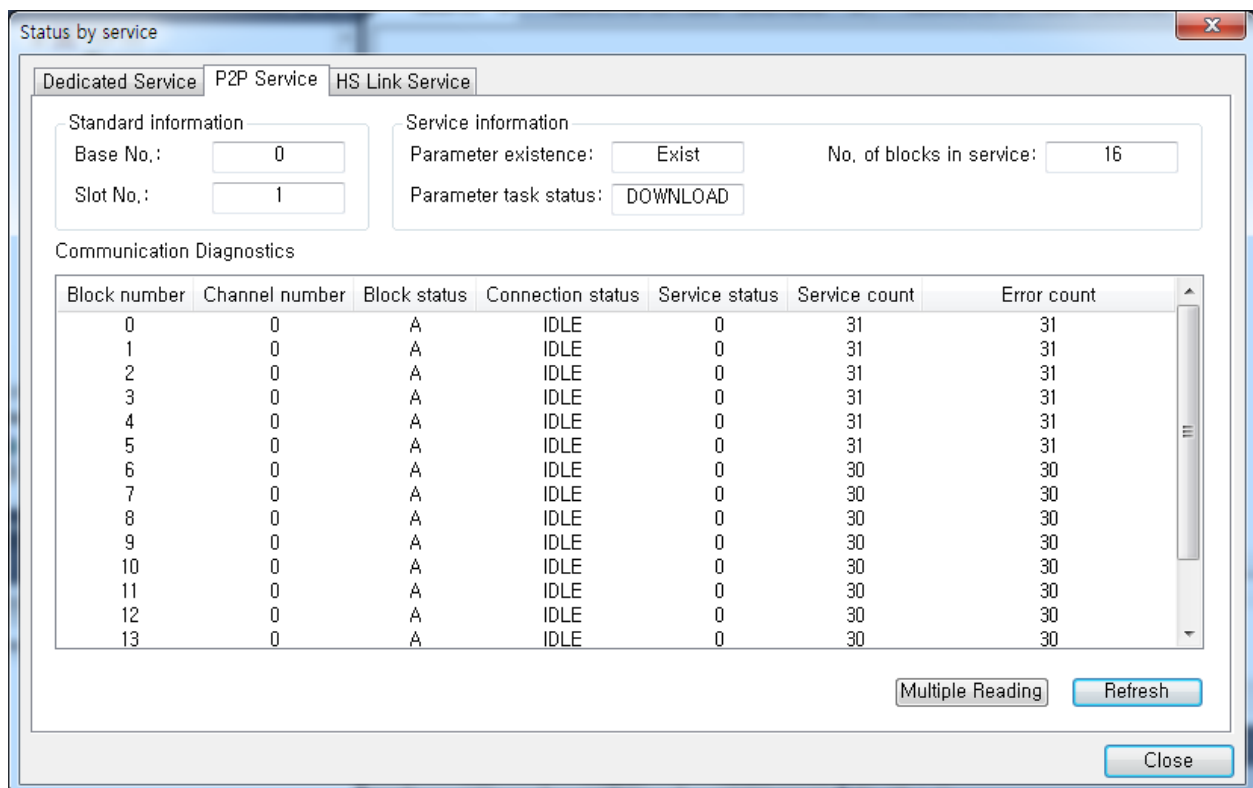 Status by service
Dedicated Service P2P Service HS Link Service
Standard information Service information
Base No.: 0 Parameter existence: Exist No. of blocks in service: 16
Slot No.: 1 Parameter task status: DOWNLOAD
Communication Diagnostics
Block number Channel number Block status Connection status Service status Service count Error count
0 0 A IDLE 0 31 31
1 0 A IDLE 0 31 31
2 0 A IDLE 0 31 31
3 0 A IDLE 0 31 31
4 0 A IDLE 0 31 31
5 0 A IDLE 0 31 31
6 0 A IDLE 0 30 30
7 0 A IDLE 0 30 30
8 0 A IDLE 0 30 30
9 0 A IDLE 0 30 30
10 0 A IDLE 0 30 30
11 0 A IDLE 0 30 30
12 0 A IDLE 0 30 30
13 0 A IDLE 0 30 30
Multiple Reading Refresh
Close